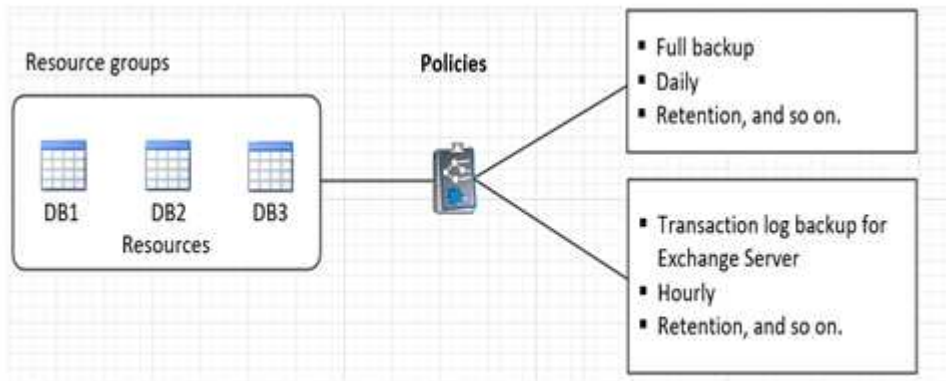 Resource groups
DB1
DB2
DB3
Resources
Policies
▪ Full backup
▪ Daily
▪ Retention, and so on.
▪ Transaction log backup for
Exchange Server
▪ Hourly
▪ Retention, and so on.